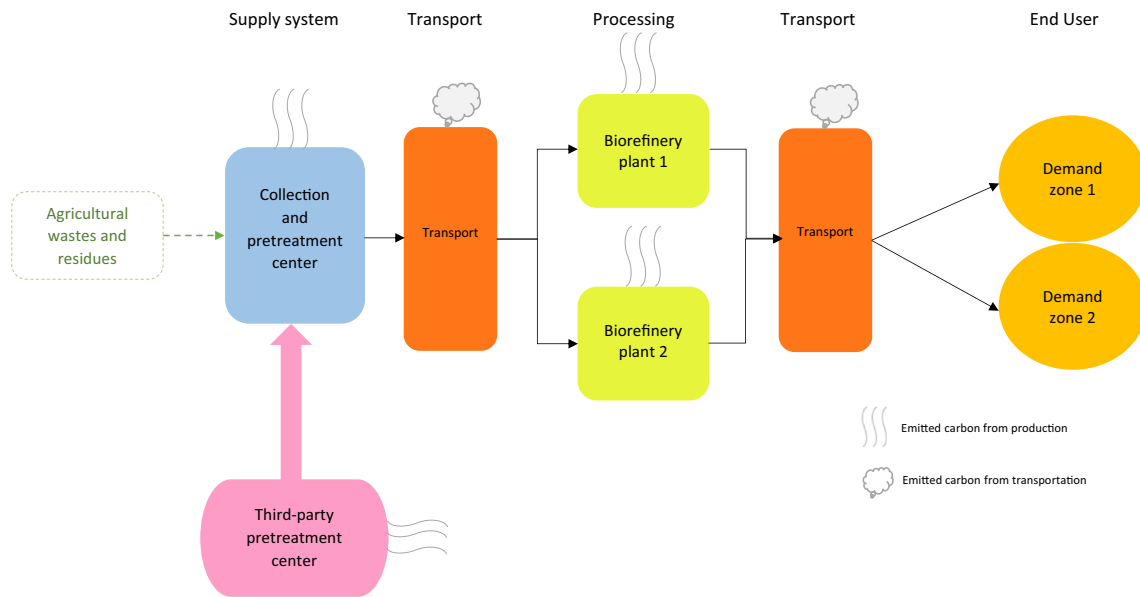 Supply system
Transport
Processing
Transport
End User
Agricultural
wastes and
residues
Collection
and
pretreatment
center
Transport
Biorefinery
plant 1
Biorefinery
plant 2
Transport
Demand
zone 1
Demand
zone 2
Emitted carbon from production
Emitted carbon from transportation
Third-party
pretreatment
center